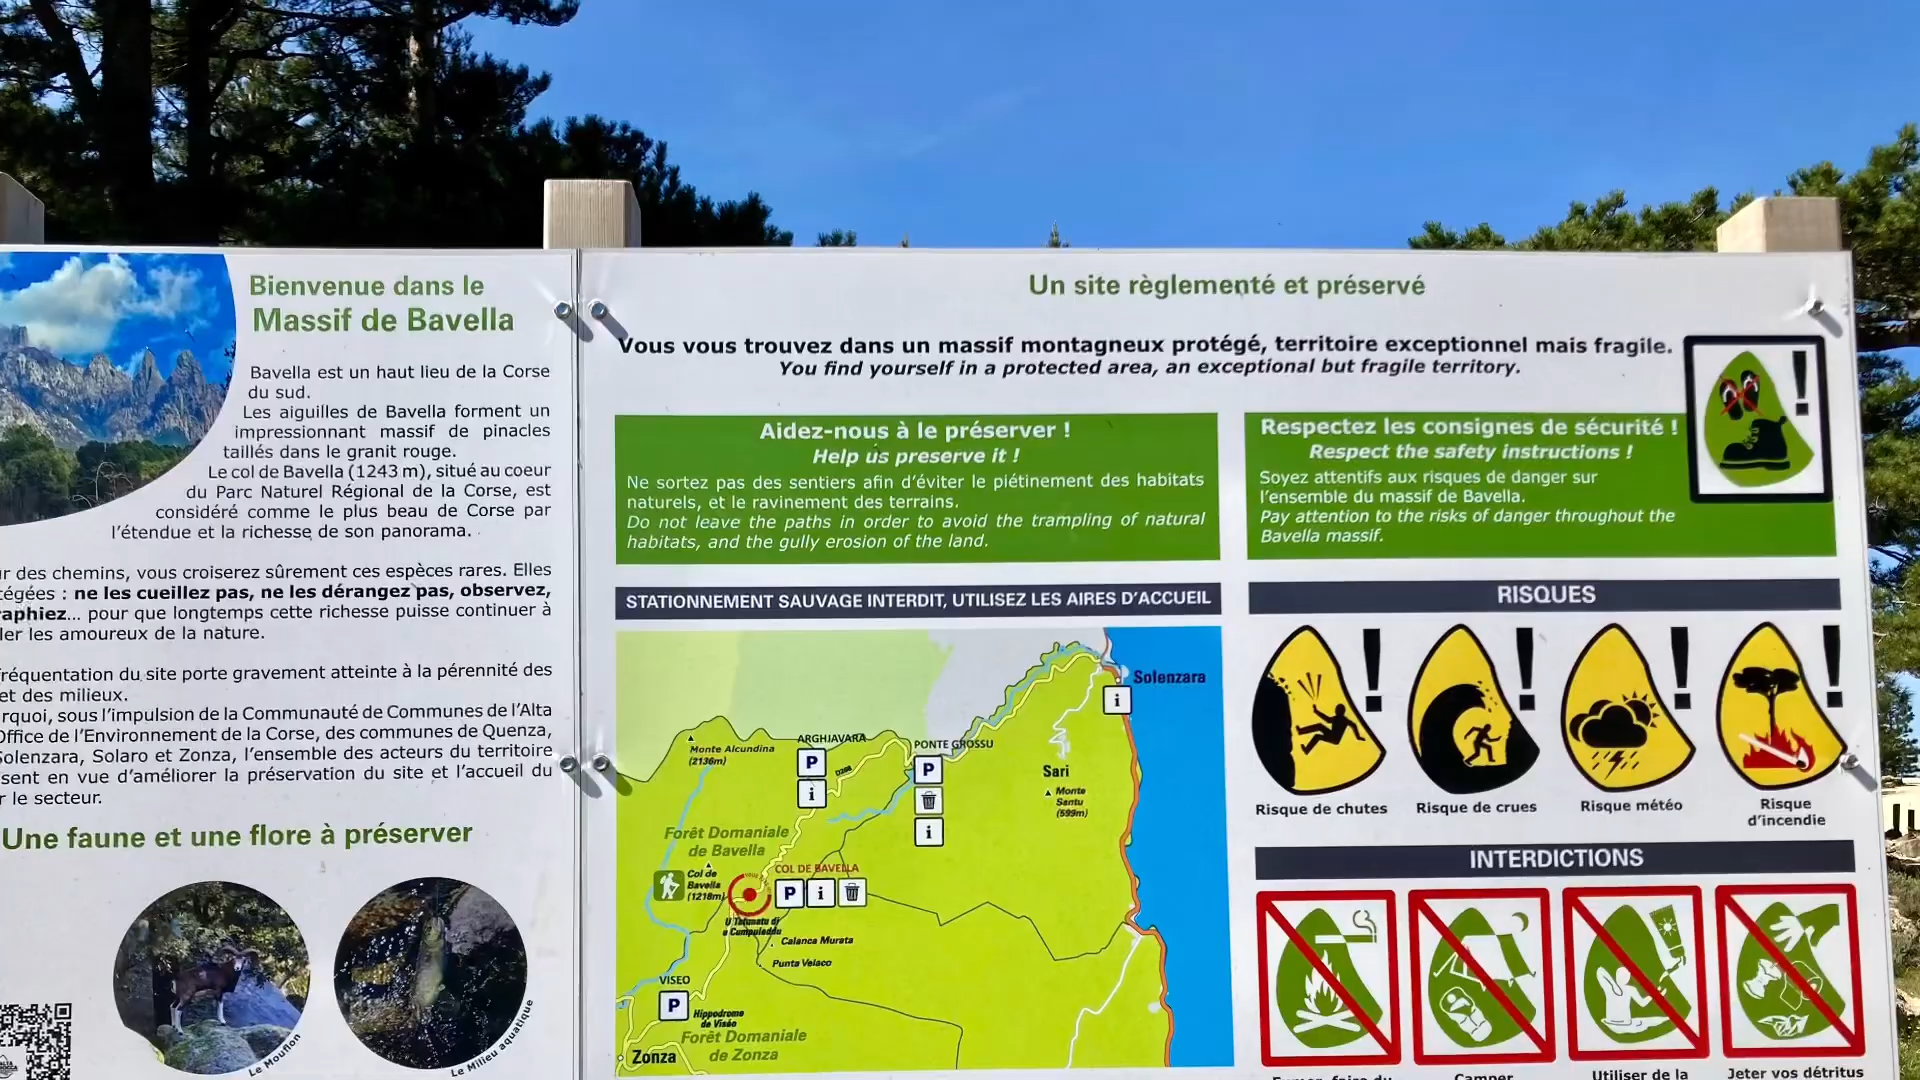 Bienvenue dans le
Massif de Bavella
Bavella est un haut lieu de la Corse
du sud.
Les aiguilles de Bavella forment un
impressionnant massif de pinacles
taillés dans le granit rouge.
Le col de Bavella (1243 m), situé au coeur
du Parc Naturel Régional de la Corse, est
considéré comme le plus beau de Corse par
l'étendue et la richesse de son panorama.
des chemins, vous croiserez sûrement ces espèces rares. Elles
: ne les cueillez pas, ne les dérangez pas, observez,
... pour que longtemps cette richesse puisse continuer à
les amoureux de la nature.
fréquentation du site porte gravement atteinte à la pérennité des
et des milieux.
rquoi, sous l'impulsion de la Communauté de Communes de l'Alta
Office de l'Environnement de la Corse, des communes de Quenza,
Solenzara, Solaro et Zonza, l'ensemble des acteurs du territoire
sent en vue d'améliorer la préservation du site et l'accueil du
le secteur.
Une faune et une flore à préserver
Le Mouflon
Le Milieu aquatique
Un site règlementé et préservé
Vous vous trouvez dans un massif montagneux protégé, territoire exceptionnel mais fragile.
You find yourself in a protected area, an exceptional but fragile territory.
Aidez-nous à le préserver !
Help us preserve it !
Ne sortez pas des sentiers afin d'éviter le piétinement des habitats
naturels, et le ravinement des terrains.
Do not leave the paths in order to avoid the trampling of natural
habitats, and the gully erosion of the land.
Respectez les consignes de sécurité !
Respect the safety instructions !
Soyez attentifs aux risques de danger sur
l'ensemble du massif de Bavella.
Pay attention to the risks of danger throughout the
Bavella massif.
!
STATIONNEMENT SAUVAGE INTERDIT, UTILISEZ LES AIRES D'ACCUEIL
Solenzara
i
Monte Alcundina
(2136m)
ARGHJAVARA
P
i
D268
PONTE GROSSU
P
i
Sari
Monte
Santu
(599m)
Forêt Domaniale
de Bavella
Col de
Bavella
(1218m)
COL DE BAVELLA
P i
U Tafunatu di
u Cumpuleddu
Calanca Murata
Punta Velaco
VISEO
P
Hippodrome
de Viséo
Forêt Domaniale
de Zonza
Zonza
RISQUES
! ! ! !
Risque de chutes
Risque de crues
Risque météo
Risque
d'incendie
INTERDICTIONS
Fumer, faire du
Camper
Utiliser de la
Jeter vos détritus